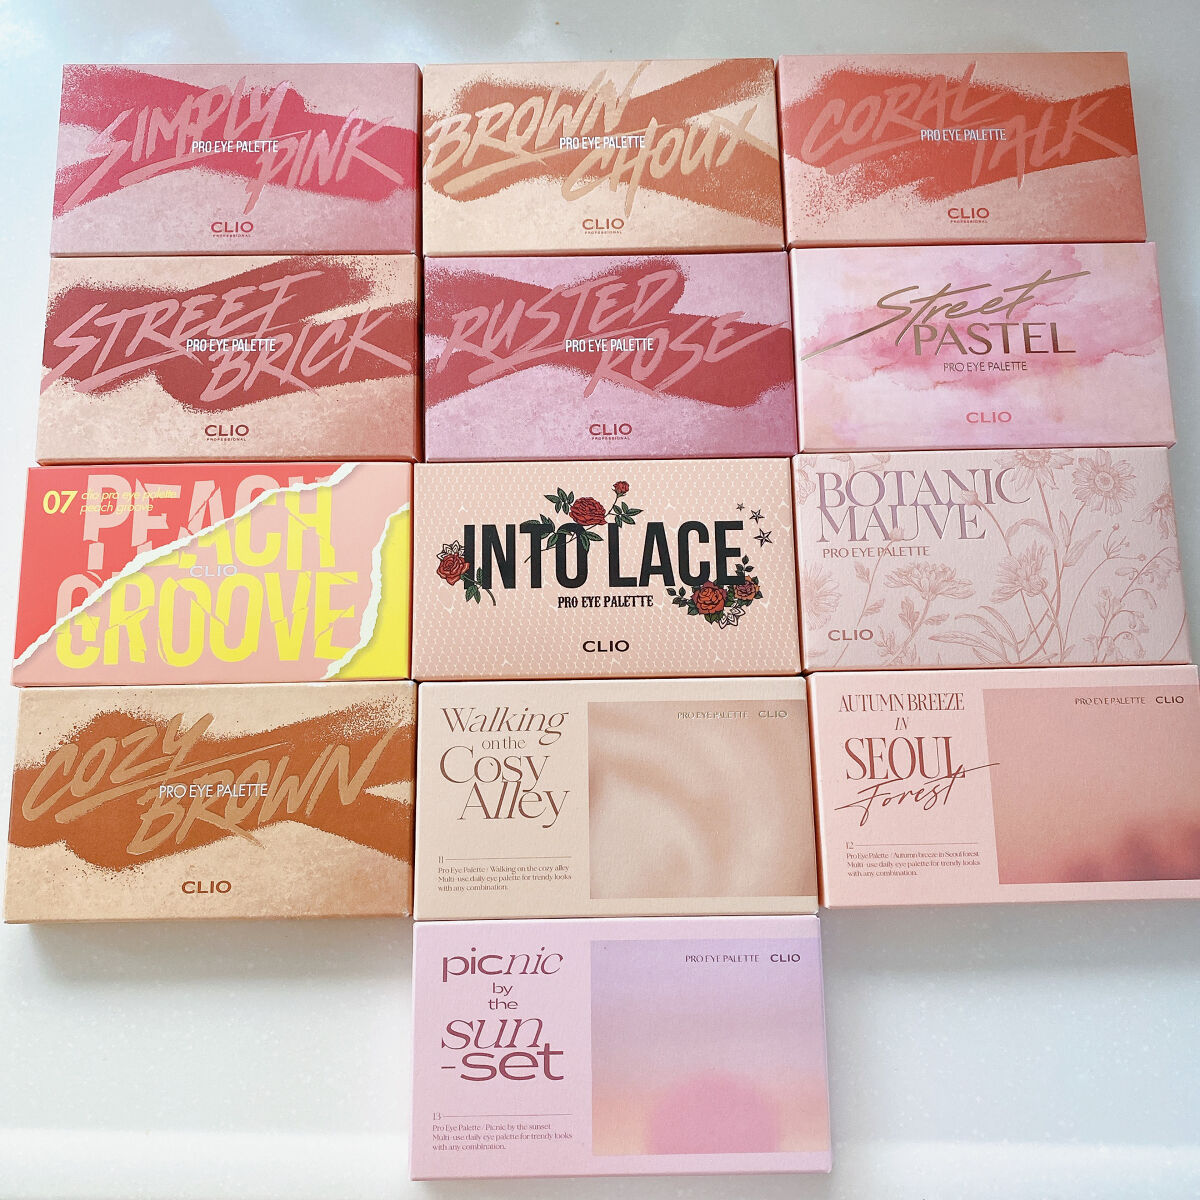 SIMPLY
PINK
PRO EYE PALETTE
CLIO
PROFESSIONAL
BROWN
CHOUX
PRO EYE PALETTE
CLIO
PROFESSIONAL
CORAL
TALK
PRO EYE PALETTE
CLIO
PROFESSIONAL
STREET
BRICK
PRO EYE PALETTE
CLIO
PROFESSIONAL
RUSTED
ROSE
PRO EYE PALETTE
CLIO
PROFESSIONAL
Street
PASTEL
PRO EYE PALETTE
CLIO
07 clio pro eye palette
peach groove
PEACH
CLIO
GROOVE
INTO LACE
PRO EYE PALETTE
CLIO
BOTANIC
MAUVE
PRO EYE PALETTE
CLIO
COZY
BROWN
PRO EYE PALETTE
CLIO
Walking
on the
Cosy
Alley
PRO EYE PALETTE CLIO
11
Pro Eye Palette / Walking on the cozy alley
Multi-use daily eye palette for trendy looks
with any combination.
AUTUMN BREEZE
IN
SEOUL
Forest
PRO EYE PALETTE CLIO
12
Pro Eye Palette / Autumn breeze in Seoul forest
Multi-use daily eye palette for trendy looks
with any combination.
picnic
by
the
sun
-set
PRO EYE PALETTE CLIO
13
Pro Eye Palette / Picnic by the sunset
Multi-use daily eye palette for trendy looks
with any combination.